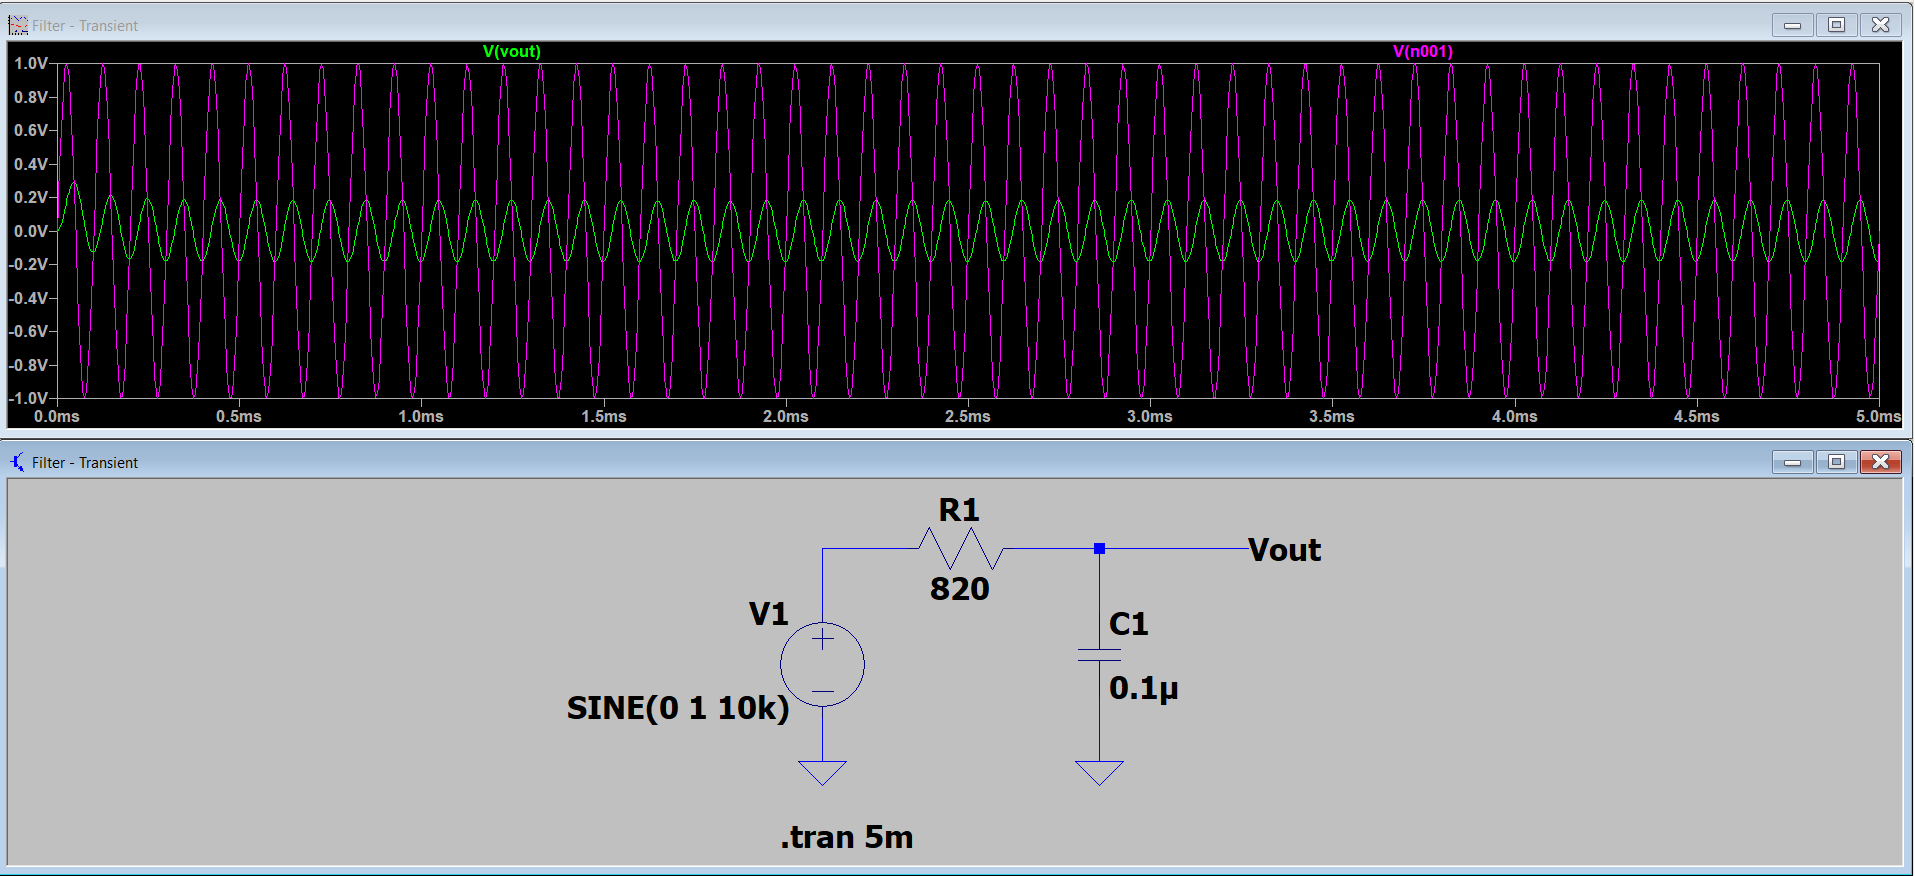 Filter - Transient
V(vout) V(n001)
1.0V
0.8V
0.6V
0.4V
0.2V
0.0V
-0.2V
-0.4V
-0.6V
-0.8V
-1.0V
0.0ms 0.5ms 1.0ms 1.5ms 2.0ms 2.5ms 3.0ms 3.5ms 4.0ms 4.5ms 5.0ms
Filter - Transient
R1
Vout
820
V1
C1
0.1µ
SINE(0 1 10k)
.tran 5m